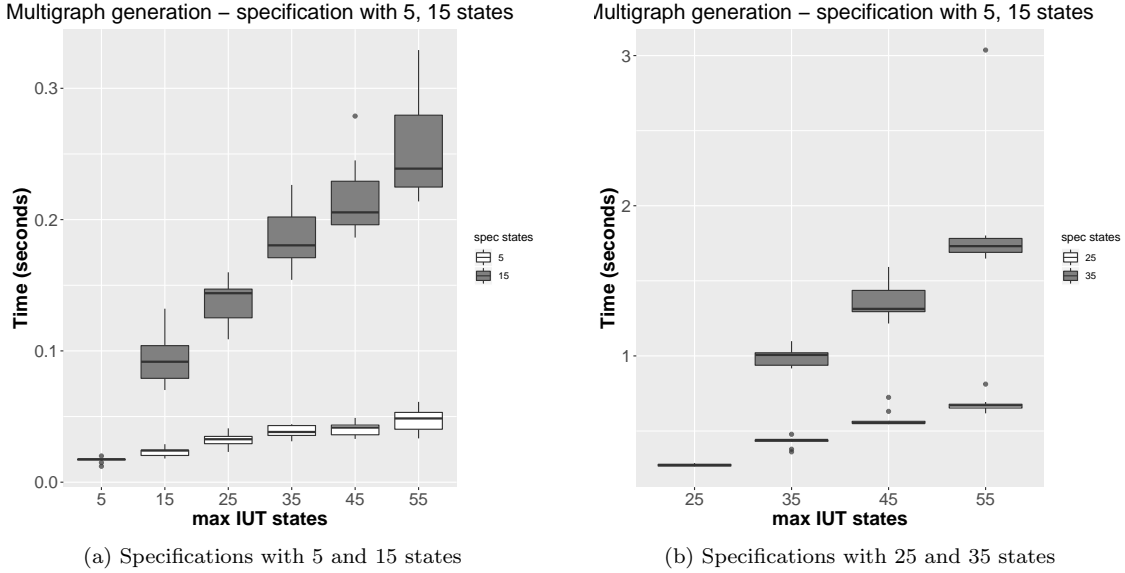 Multigraph generation – specification with 5, 15 states
Time (seconds)
0.3
0.2
0.1
0.0
5 15 25 35 45 55
max IUT states
spec states
5
15
(a) Specifications with 5 and 15 states
Multigraph generation – specification with 5, 15 states
Time (seconds)
3
2
1
25 35 45 55
max IUT states
spec states
25
35
(b) Specifications with 25 and 35 states